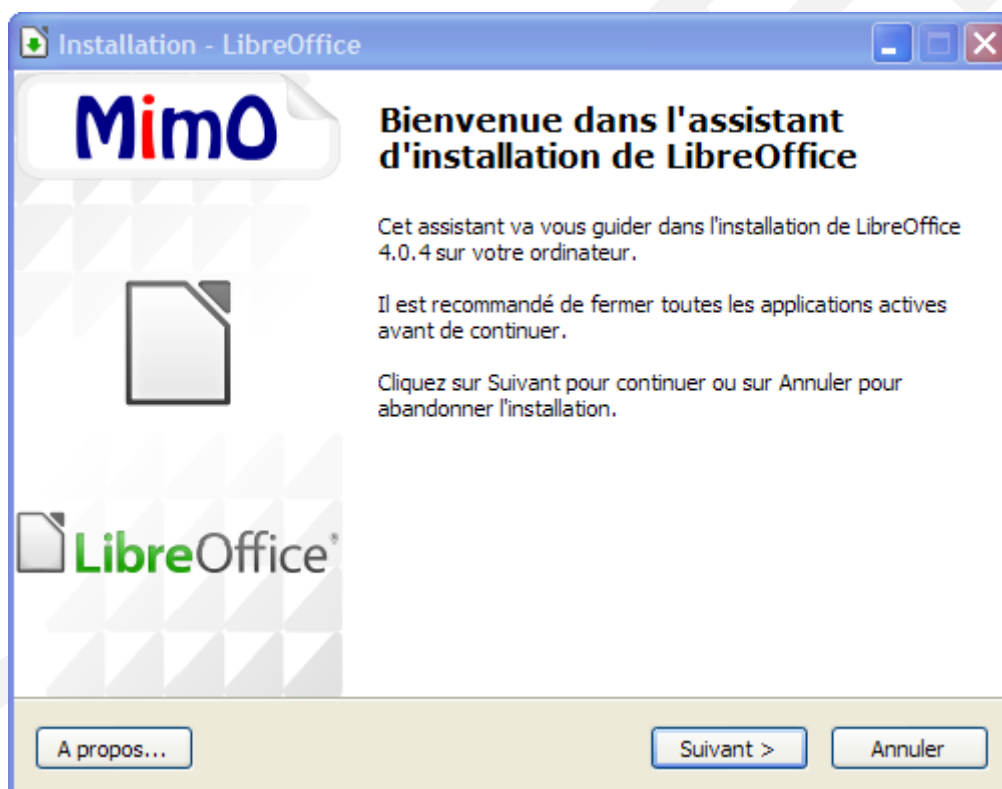 Installation - LibreOffice
MimO
Bienvenue dans l'assistant
d'installation de LibreOffice
Cet assistant va vous guider dans l'installation de LibreOffice
4.0.4 sur votre ordinateur.
Il est recommandé de fermer toutes les applications actives
avant de continuer.
Cliquez sur Suivant pour continuer ou sur Annuler pour
abandonner l'installation.
LibreOffice®
A propos...
Suivant >
Annuler